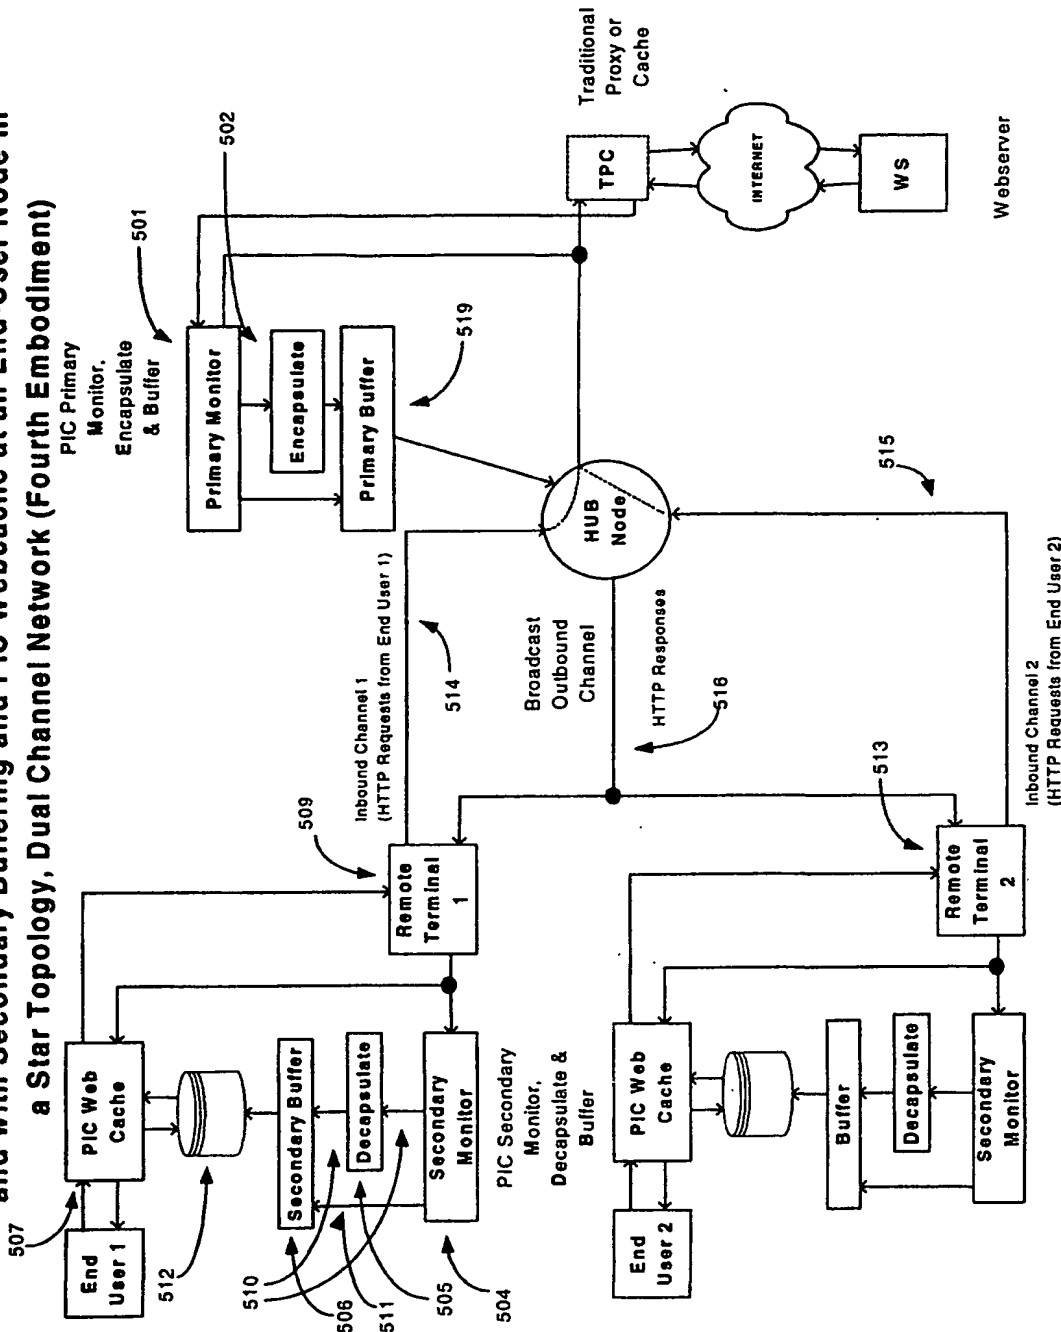 and with Secondary Buffering and PIC Webcache at an End User Node in
a Star Topology, Dual Channel Network (Fourth Embodiment)
PIC Primary
Monitor,
Encapsulate
& Buffer
501
502
Primary Monitor
Encapsulate
Primary Buffer
519
Traditional
Proxy or
Cache
TPC
INTERNET
WS
Webserver
HUB
Node
515
Inbound Channel 1
(HTTP Requests from End User 1)
514
Broadcast
Outbound
Channel
HTTP Responses
516
Inbound Channel 2
(HTTP Requests from End User 2)
509
Remote
Terminal
1
513
Remote
Terminal
2
507
PIC Web
Cache
End
User 1
512
Secondary Buffer
Decapsulate
Secondary
Monitor
510
506
511
505
504
PIC Secondary
Monitor,
Decapsulate &
Buffer
PIC Web
Cache
End
User 2
Buffer
Decapsulate
Secondary
Monitor